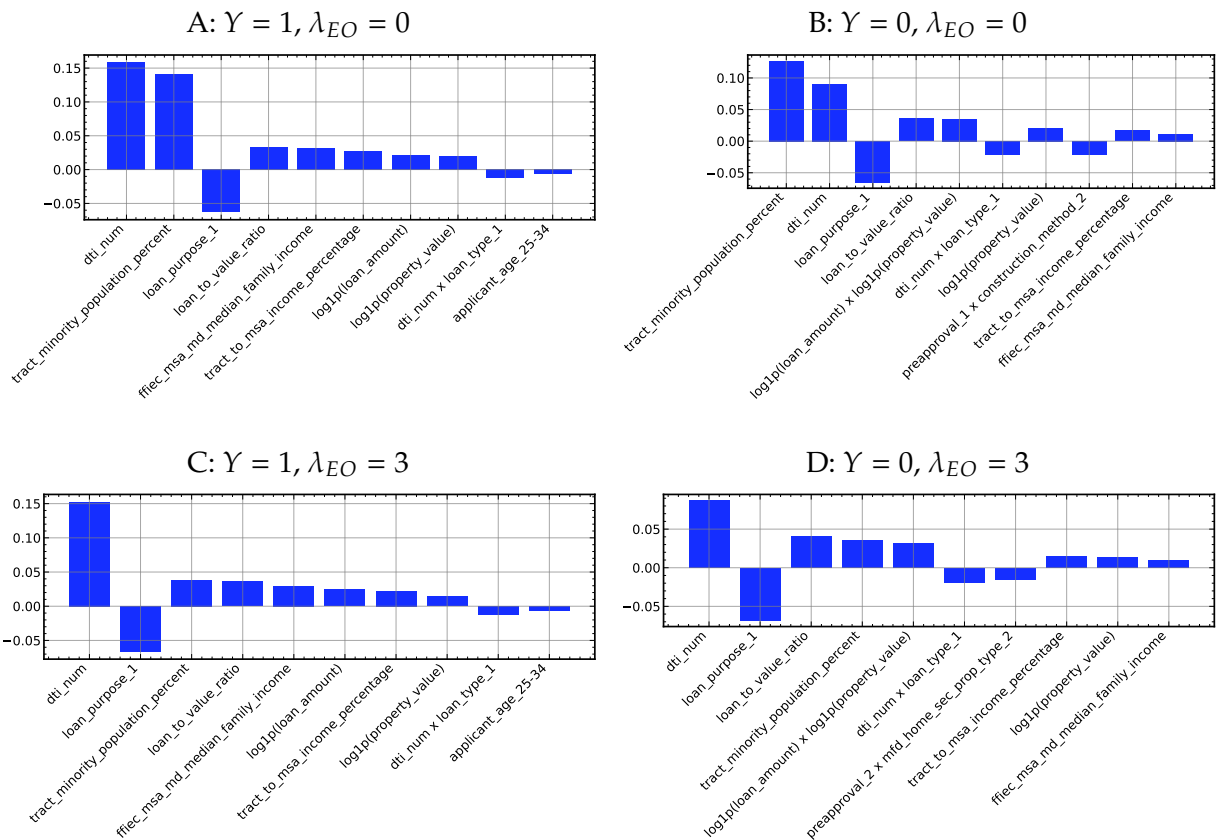 A: Y = 1, λ_EO = 0
0.15
0.10
0.05
0.00
−0.05
dti_num
tract_minority_population_percent
loan_purpose_1
loan_to_value_ratio
ffiec_msa_md_median_family_income
tract_to_msa_income_percentage
log1p(loan_amount)
log1p(property_value)
dti_num x loan_type_1
applicant_age_25-34
B: Y = 0, λ_EO = 0
0.10
0.05
0.00
−0.05
tract_minority_population_percent
dti_num
loan_purpose_1
loan_to_value_ratio
log1p(loan_amount) x log1p(property_value)
dti_num x loan_type_1
log1p(property_value)
preapproval_1 x construction_method_2
tract_to_msa_income_percentage
ffiec_msa_md_median_family_income
C: Y = 1, λ_EO = 3
0.15
0.10
0.05
0.00
−0.05
dti_num
loan_purpose_1
tract_minority_population_percent
loan_to_value_ratio
ffiec_msa_md_median_family_income
log1p(loan_amount)
tract_to_msa_income_percentage
log1p(property_value)
dti_num x loan_type_1
applicant_age_25-34
D: Y = 0, λ_EO = 3
0.05
0.00
−0.05
dti_num
loan_purpose_1
loan_to_value_ratio
tract_minority_population_percent
log1p(loan_amount) x log1p(property_value)
dti_num x loan_type_1
preapproval_2 x mfd_home_sec_prop_type_2
tract_to_msa_income_percentage
log1p(property_value)
ffiec_msa_md_median_family_income